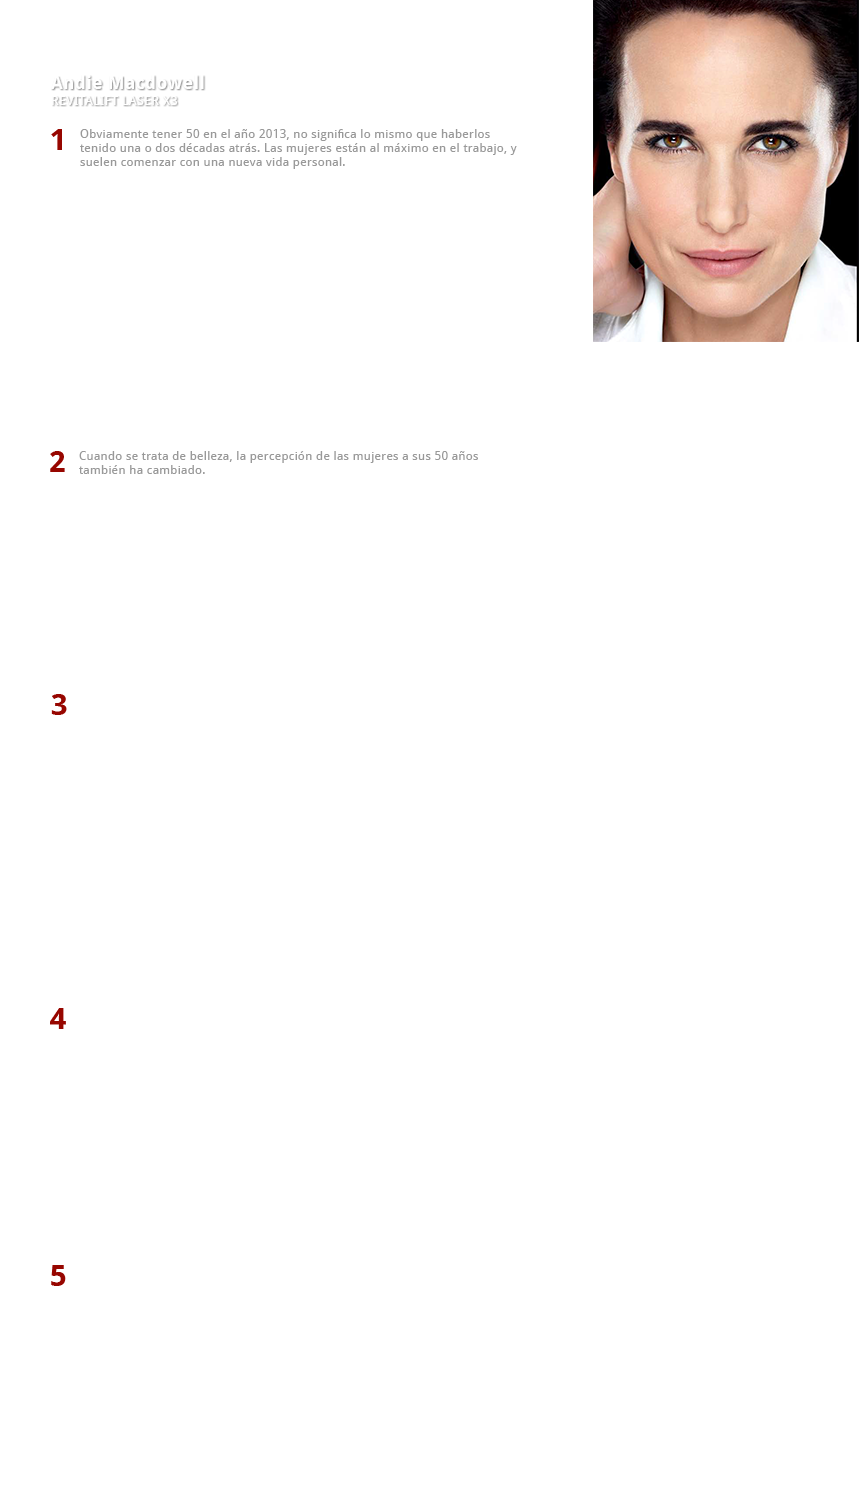 Andie Macdowell
REVITALIFT LASER X3
1
Obviamente tener 50 en el año 2013, no significa lo mismo que haberlos
tenido una o dos décadas atrás. Las mujeres están al máximo en el trabajo, y
suelen comenzar con una nueva vida personal.
2
Cuando se trata de belleza, la percepción de las mujeres a sus 50 años
también ha cambiado.
3
4
5